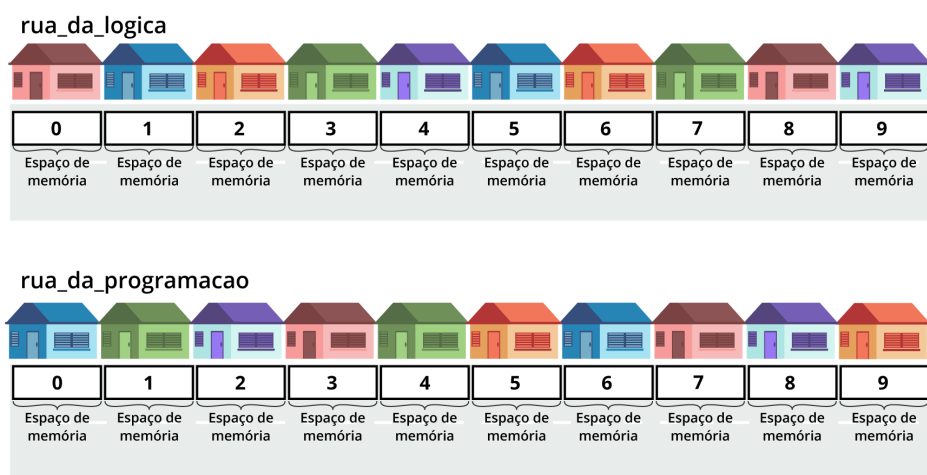 rua_da_logica
0 1 2 3 4 5 6 7 8 9
Espaço de Espaço de Espaço de Espaço de Espaço de Espaço de Espaço de Espaço de Espaço de Espaço de
memória memória memória memória memória memória memória memória memória memória
rua_da_programacao
0 1 2 3 4 5 6 7 8 9
Espaço de Espaço de Espaço de Espaço de Espaço de Espaço de Espaço de Espaço de Espaço de Espaço de
memória memória memória memória memória memória memória memória memória memória